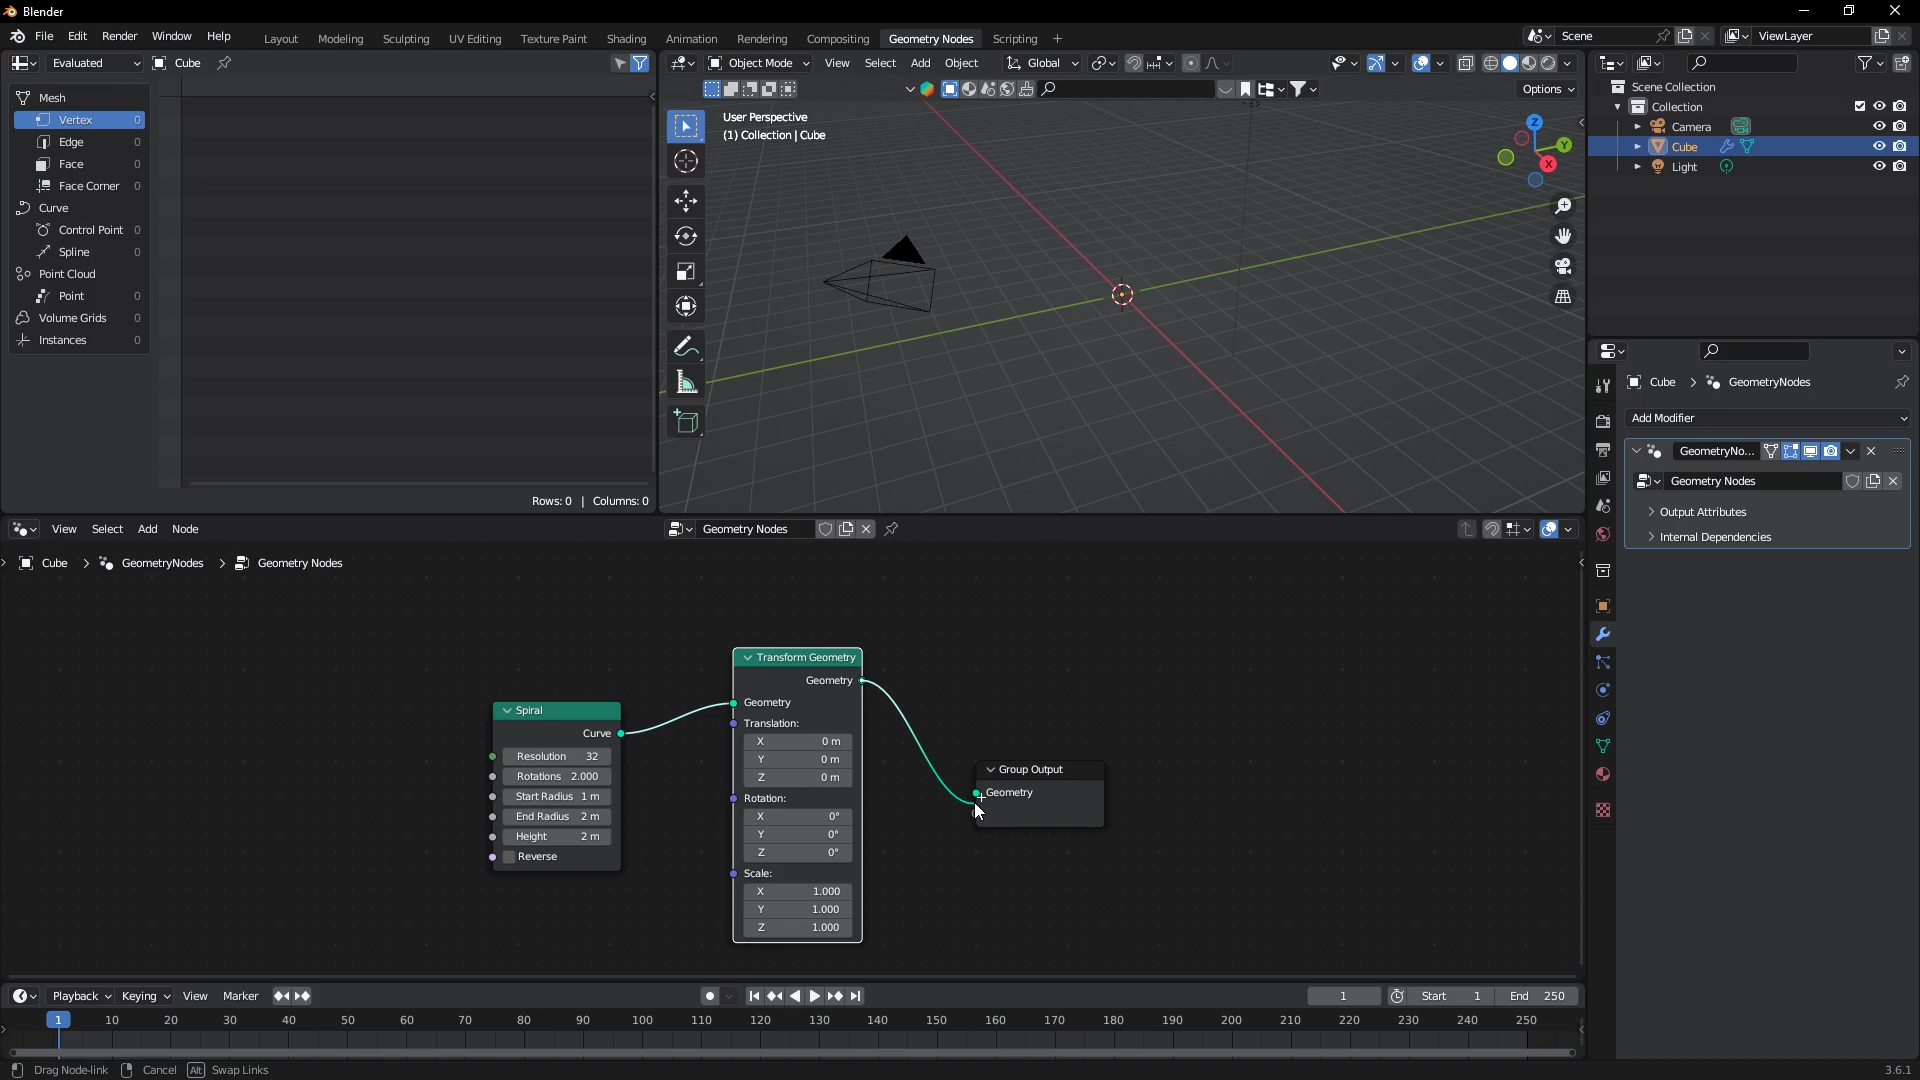 Blender
File Edit Render Window Help
Layout Modeling Sculpting UV Editing Texture Paint Shading Animation Rendering Compositing Geometry Nodes Scripting +
Scene
ViewLayer
Evaluated
Cube
Object Mode View Select Add Object
Global
Options
Mesh
Vertex 0
Edge 0
Face 0
Face Corner 0
Curve
Control Point 0
Spline 0
Point Cloud
Point 0
Volume Grids 0
Instances 0
Rows: 0 | Columns: 0
User Perspective
(1) Collection | Cube
Z
Y
X
Scene Collection
Collection
Camera
Cube
Light
Cube > GeometryNodes
Add Modifier
GeometryNo...
Geometry Nodes
Output Attributes
Internal Dependencies
View Select Add Node
Geometry Nodes
Cube > GeometryNodes > Geometry Nodes
Spiral
Curve
Resolution 32
Rotations 2.000
Start Radius 1 m
End Radius 2 m
Height 2 m
Reverse
Transform Geometry
Geometry
Geometry
Translation:
X 0 m
Y 0 m
Z 0 m
Rotation:
X 0°
Y 0°
Z 0°
Scale:
X 1.000
Y 1.000
Z 1.000
Group Output
Geometry
Playback Keying View Marker
1
Start 1
End 250
1 10 20 30 40 50 60 70 80 90 100 110 120 130 140 150 160 170 180 190 200 210 220 230 240 250
Drag Node-link Cancel Alt Swap Links
3.6.1